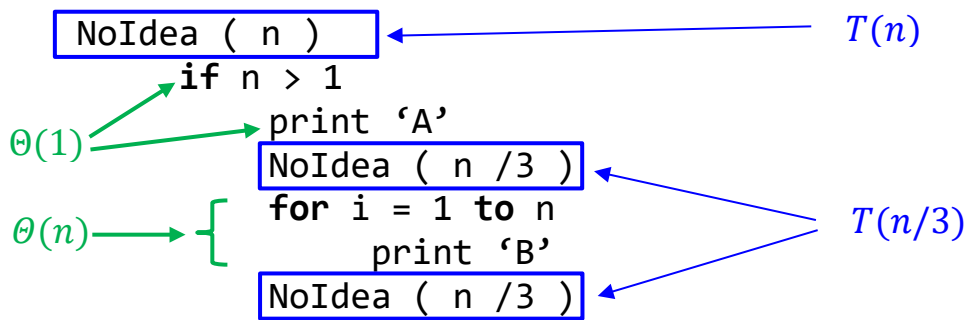 NoIdea ( n )
T(n)
if n > 1
print ‘A’
Θ(1)
NoIdea ( n /3 )
for i = 1 to n
Θ(n)
T(n/3)
print ‘B’
NoIdea ( n /3 )